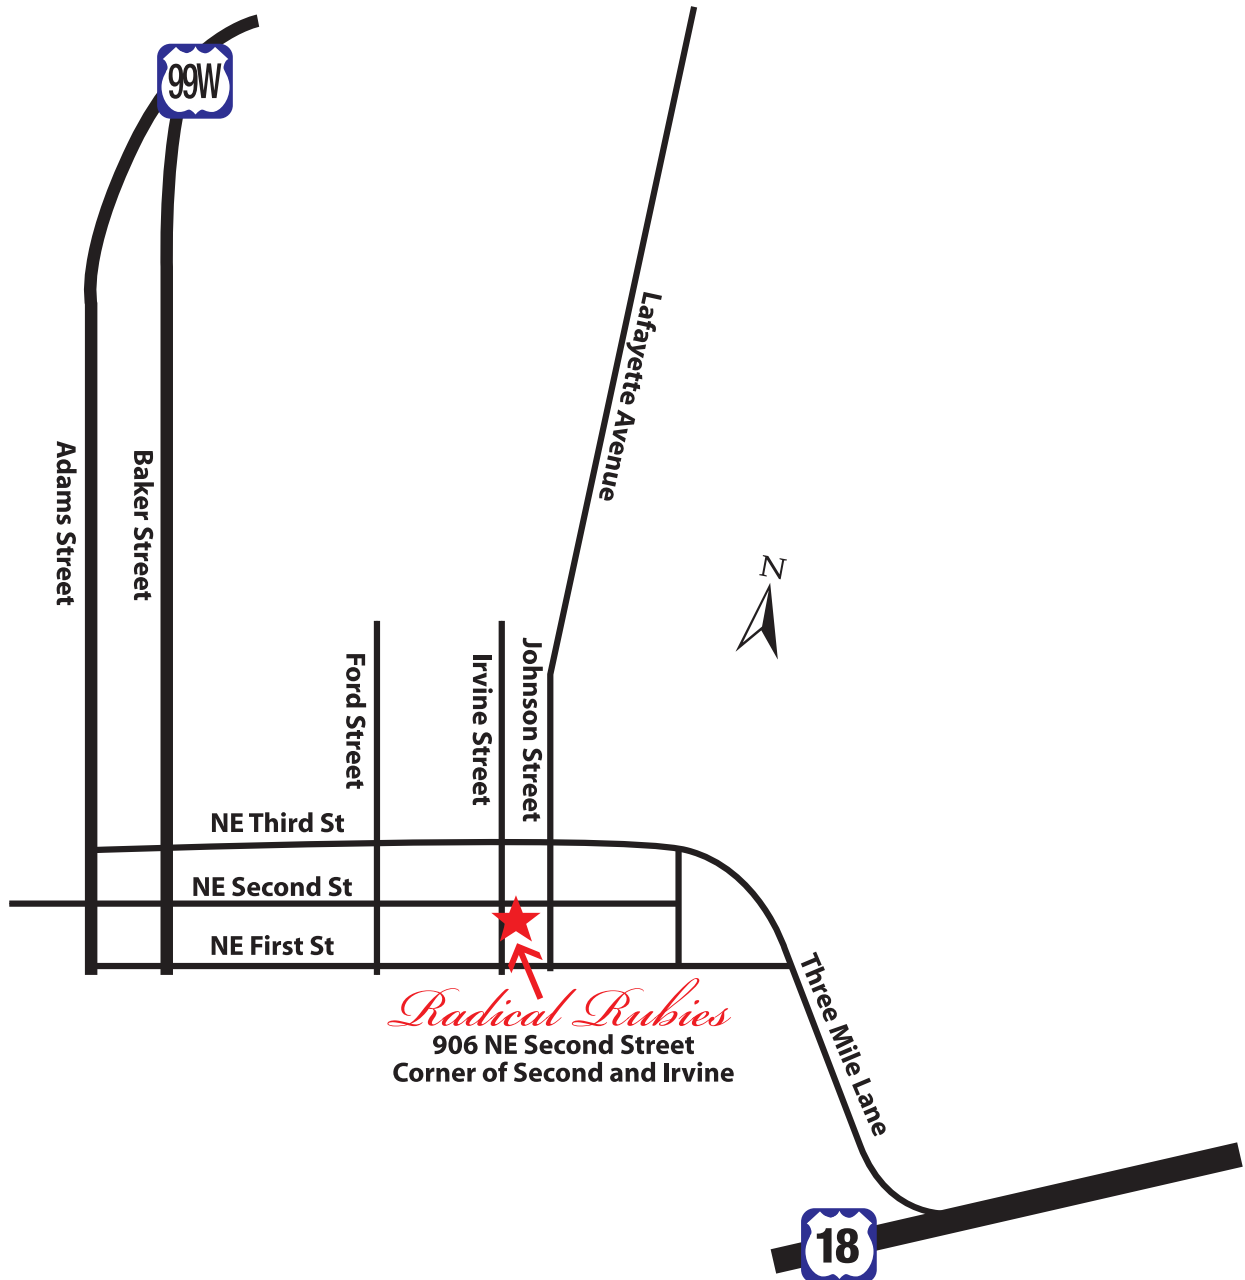 99W
Lafayette Avenue
Adams Street
Baker Street
N
Ford Street
Irvine Street
Johnson Street
NE Third St
NE Second St
NE First St
Three Mile Lane
Radical Rubies
906 NE Second Street
Corner of Second and Irvine
18